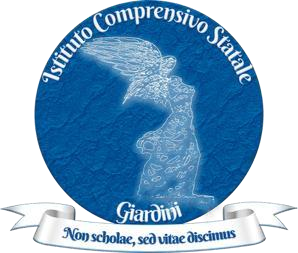 Istituto Comprensivo Statale
Giardini
Non scholae, sed vitae discimus